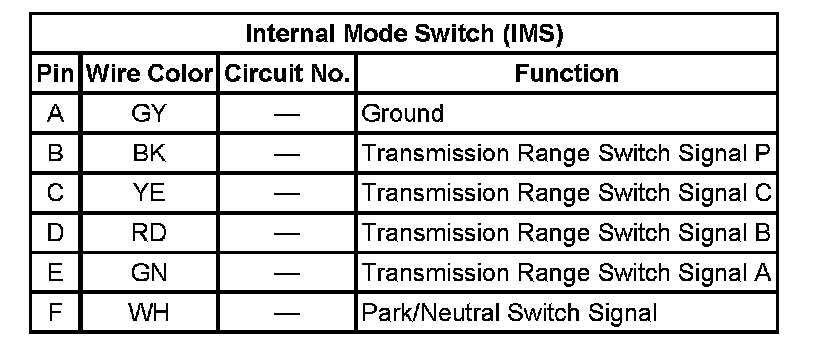 Internal Mode Switch (IMS)
Pin Wire Color Circuit No. Function
A GY — Ground
B BK — Transmission Range Switch Signal P
C YE — Transmission Range Switch Signal C
D RD — Transmission Range Switch Signal B
E GN — Transmission Range Switch Signal A
F WH — Park/Neutral Switch Signal